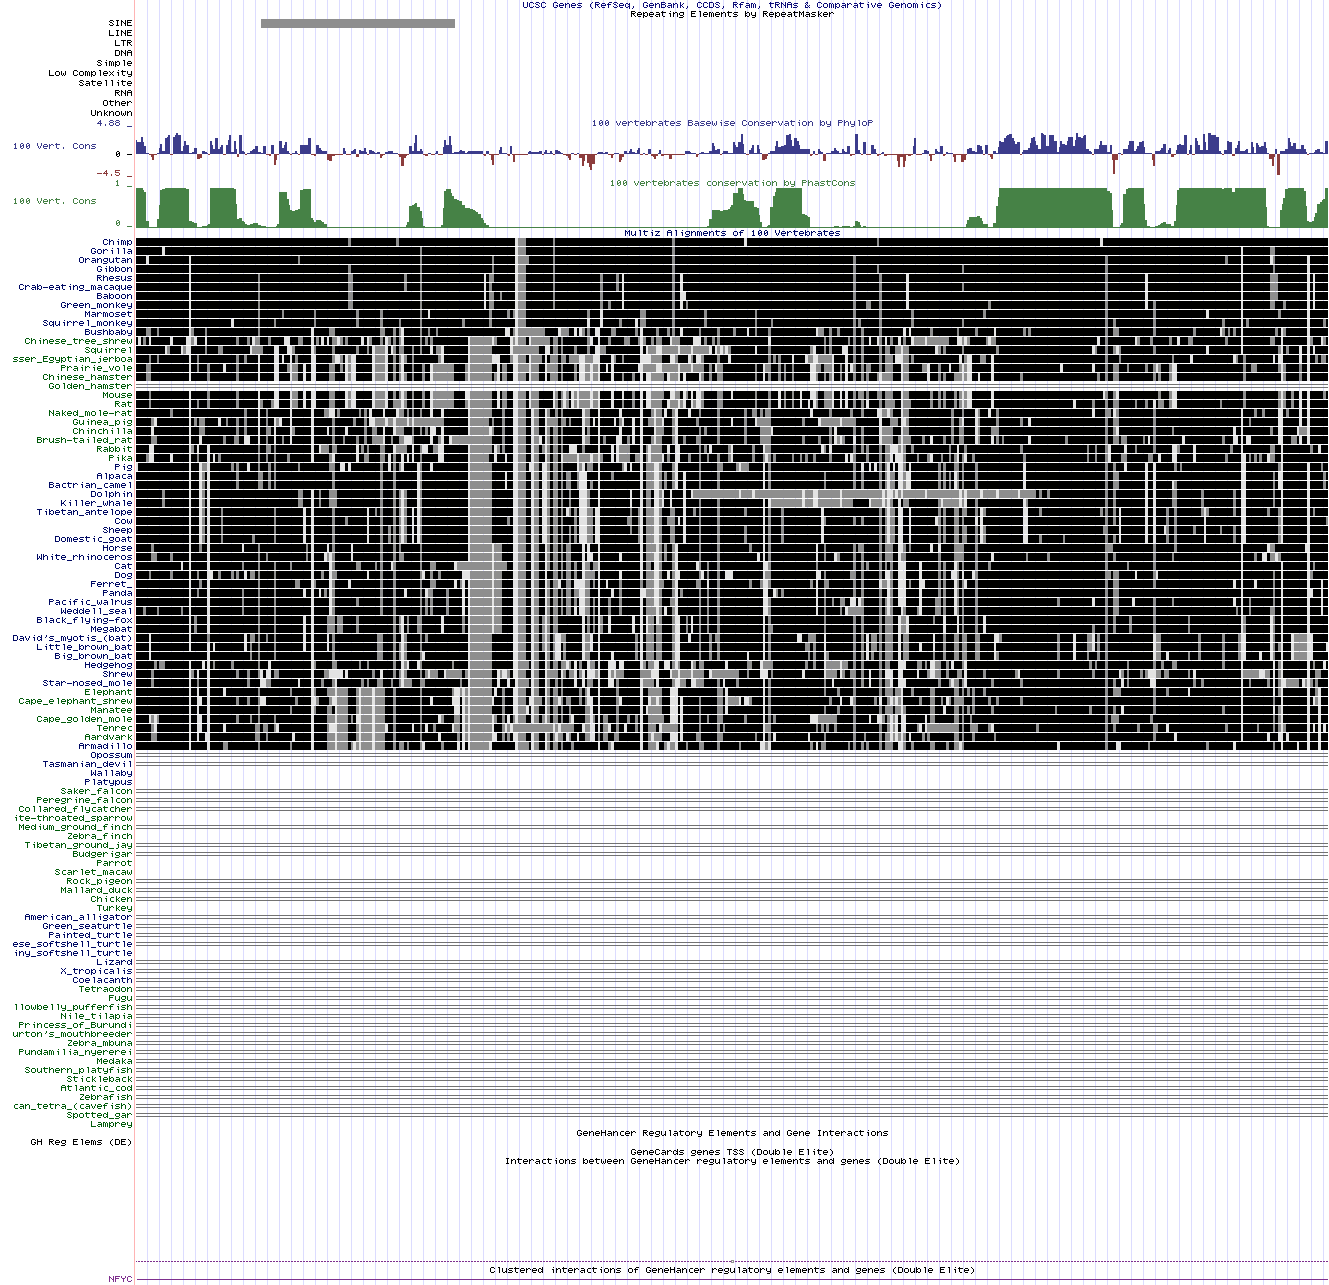 UCSC Genes (RefSeq, GenBank, CCDS, Rfam, tRNAs & Comparative Genomics)
Repeating Elements by RepeatMasker
SINE
LINE
LTR
DNA
Simple
Low Complexity
Satellite
RNA
Other
Unknown
4.88 _
100 vertebrates Basewise Conservation by PhyloP
100 Vert. Cons
0 -
-4.5 _
1 _
100 vertebrates conservation by PhastCons
100 Vert. Cons
0 _
Multiz Alignments of 100 Vertebrates
Chimp
Gorilla
Orangutan
Gibbon
Rhesus
Crab-eating_macaque
Baboon
Green_monkey
Marmoset
Squirrel_monkey
Bushbaby
Chinese_tree_shrew
Squirrel
sser_Egyptian_jerboa
Prairie_vole
Chinese_hamster
Golden_hamster
Mouse
Rat
Naked_mole-rat
Guinea_pig
Chinchilla
Brush-tailed_rat
Rabbit
Pika
Pig
Alpaca
Bactrian_camel
Dolphin
Killer_whale
Tibetan_antelope
Cow
Sheep
Domestic_goat
Horse
White_rhinoceros
Cat
Dog
Ferret_
Panda
Pacific_walrus
Weddell_seal
Black_flying-fox
Megabat
David's_myotis_(bat)
Little_brown_bat
Big_brown_bat
Hedgehog
Shrew
Star-nosed_mole
Elephant
Cape_elephant_shrew
Manatee
Cape_golden_mole
Tenrec
Aardvark
Armadillo
Opossum
Tasmanian_devil
Wallaby
Platypus
Saker_falcon
Peregrine_falcon
Collared_flycatcher
ite-throated_sparrow
Medium_ground_finch
Zebra_finch
Tibetan_ground_jay
Budgerigar
Parrot
Scarlet_macaw
Rock_pigeon
Mallard_duck
Chicken
Turkey
American_alligator
Green_seaturtle
Painted_turtle
ese_softshell_turtle
iny_softshell_turtle
Lizard
X_tropicalis
Coelacanth
Tetraodon
Fugu
llowbelly_pufferfish
Nile_tilapia
Princess_of_Burundi
urton's_mouthbreeder
Zebra_mbuna
Pundamilia_nyererei
Medaka
Southern_platyfish
Stickleback
Atlantic_cod
Zebrafish
can_tetra_(cavefish)
Spotted_gar
Lamprey
GeneHancer Regulatory Elements and Gene Interactions
GH Reg Elems (DE)
GeneCards genes TSS (Double Elite)
Interactions between GeneHancer regulatory elements and genes (Double Elite)
Clustered interactions of GeneHancer regulatory elements and genes (Double Elite)
NFYC